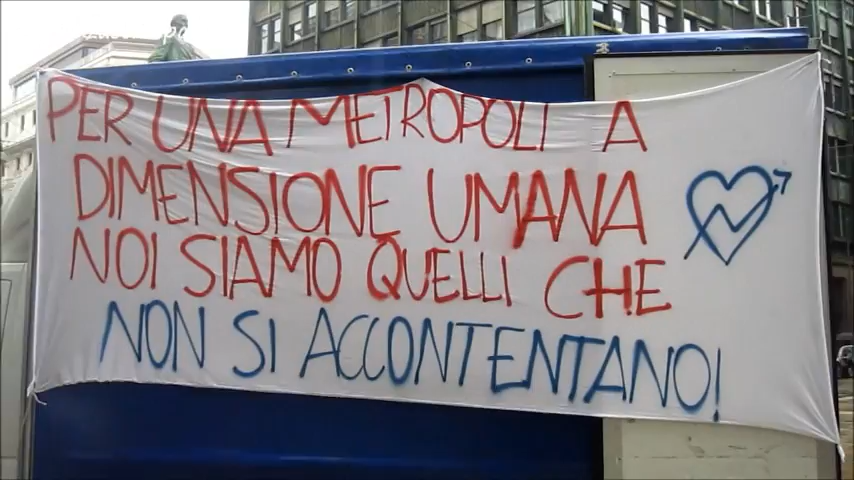 PER UNA METROPOLI A
DIMENSIONE UMANA
NOI SIAMO QUELLI CHE
NON SI ACCONTENTANO!